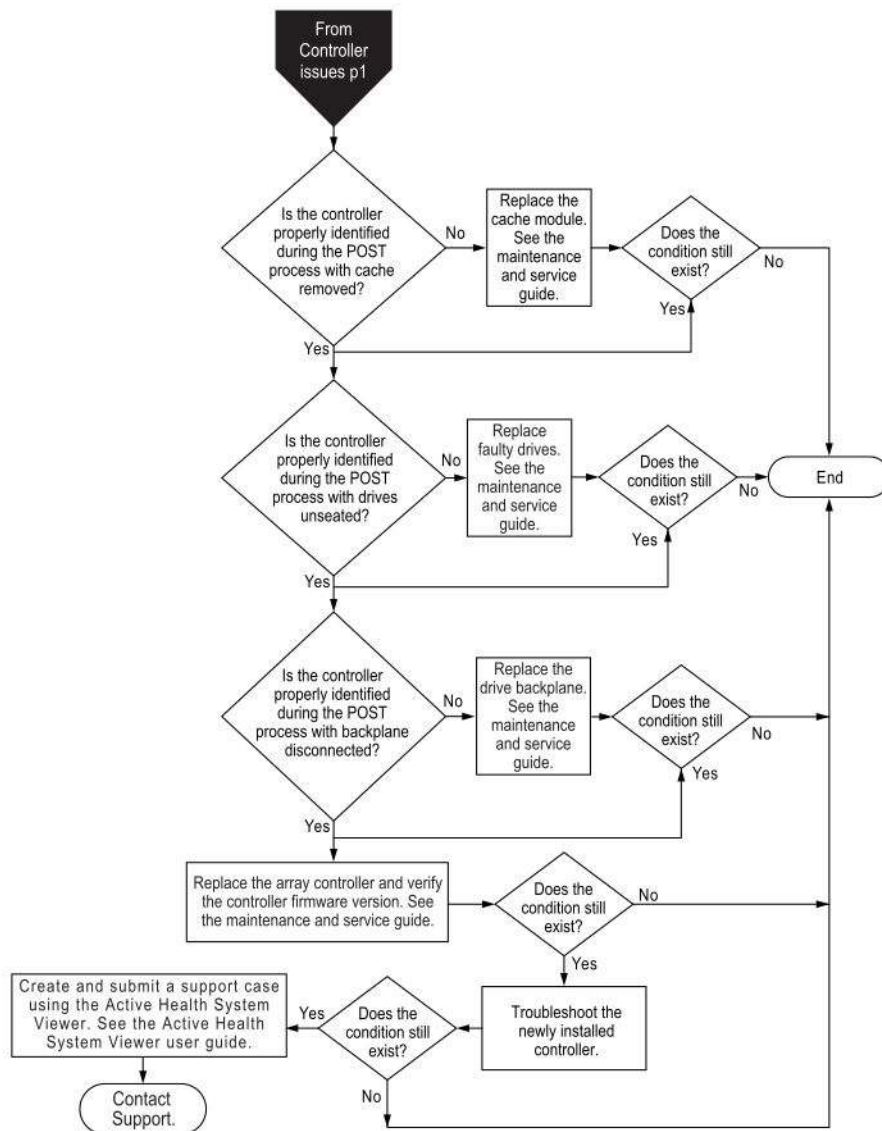 From
Controller
issues p1
Is the controller
properly identified
during the POST
process with cache
removed?
No
Replace the
cache module.
See the
maintenance
and service
guide.
Does the
condition still
exist?
No
Yes
Yes
Is the controller
properly identified
during the POST
process with drives
unseated?
No
Replace
faulty drives.
See the
maintenance
and service
guide.
Does the
condition still
exist?
No
End
Yes
Yes
Is the controller
properly identified
during the POST
process with backplane
disconnected?
No
Replace the
drive backplane.
See the
maintenance
and service
guide.
Does the
condition still
exist?
No
Yes
Yes
Replace the array controller and verify
the controller firmware version. See
the maintenance and service guide.
Does the
condition still
exist?
No
Yes
Troubleshoot the
newly installed
controller.
Does the
condition still
exist?
Yes
No
Create and submit a support case
using the Active Health System
Viewer. See the Active Health
System Viewer user guide.
Contact
Support.